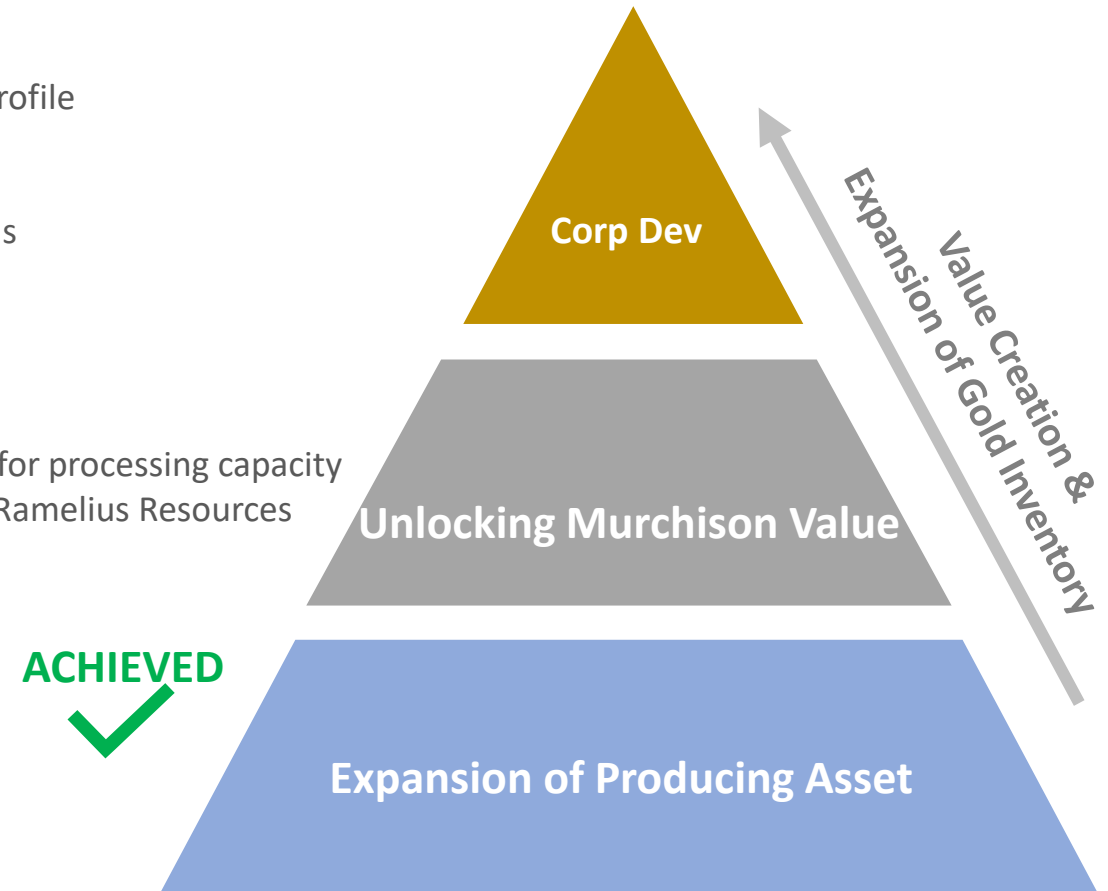 rofile
Corp Dev
s
Value Creation &
Expansion of Gold Inventory
for processing capacity
Ramelius Resources
Unlocking Murchison Value
ACHIEVED
Expansion of Producing Asset